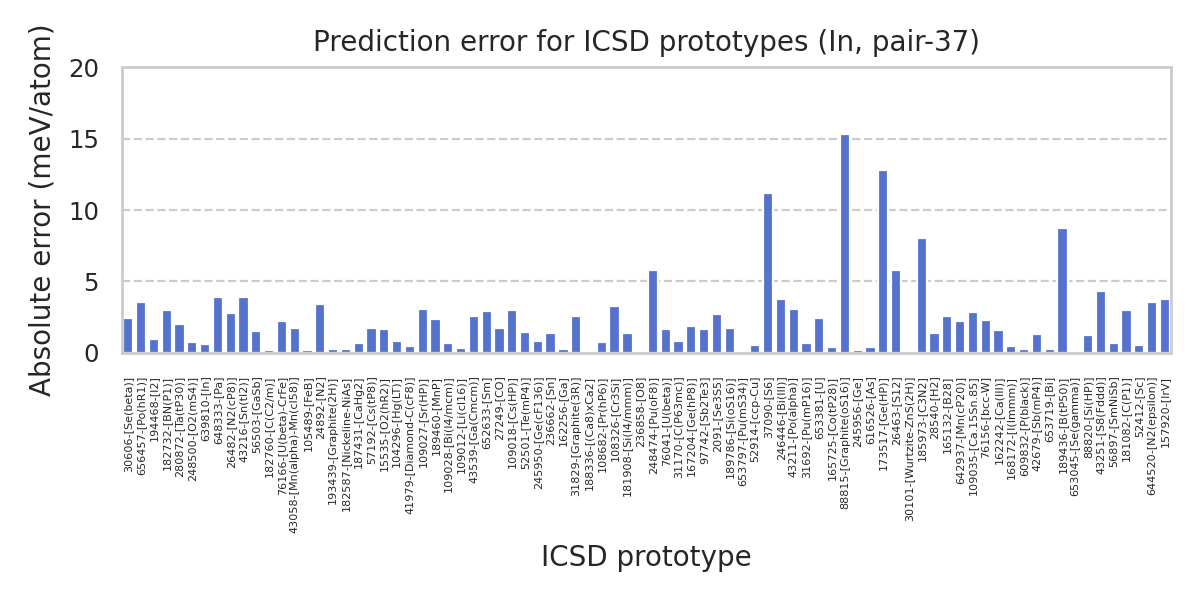 Prediction error for ICSD prototypes (In, pair-37)
Absolute error (meV/atom)
20
15
10
5
0
306006-[Se(beta)]
656457-[Po(hR1)]
194468-[I2]
182732-[BN(P1)]
280872-[Ta(tP30)]
248500-[O2(mS4)]
639810-[In]
648333-[Pa]
26482-[N2(cP8)]
43216-[Sn(tI2)]
56503-[GaSb]
182760-[C(C2/m)]
76166-[U(beta)-CrFe]
43058-[Mn(alpha)-Mn(cI58)]
105489-[FeB]
24892-[N2]
193439-[Graphite(2H)]
182587-[Nickeline-NiAs]
187431-[CaHg2]
57192-[Cs(tP8)]
15535-[O2(hR2)]
104296-[Hg(LT)]
41979-[Diamond-C(cF8)]
109027-[Sr(HP)]
189460-[MnP]
109028-[Bi(I4/mcm)]
109012-[Li(cI16)]
43539-[Ga(Cmcm)]
652633-[Sm]
27249-[CO]
109018-[Cs(HP)]
52501-[Te(mP4)]
245950-[Ge(cF136)]
236662-[Sn]
162256-[Ga]
31829-[Graphite(3R)]
188336-[(Ca8)xCa2]
108682-[Pr(hP6)]
108326-[Cr3Si]
181908-[Si(I4/mmm)]
236858-[O8]
248474-[Pu(oF8)]
76041-[U(beta)]
31170-[C(P63mc)]
167204-[Ge(hP8)]
97742-[Sb2Te3]
2091-[Se3S5]
189786-[Si(oS16)]
653797-[Pu(mS34)]
52914-[ccp-Cu]
37090-[S6]
246446-[Bi(III)]
43211-[Po(alpha)]
31692-[Pu(mP16)]
653381-[U]
165725-[Co(tP28)]
88815-[Graphite(oS16)]
245956-[Ge]
616526-[As]
173517-[Ge(HP)]
26463-[S12]
30101-[Wurtzite-ZnS(2H)]
185973-[C3N2]
28540-[H2]
165132-[B28]
642937-[Mn(cP20)]
109035-[Ca.15Sn.85]
76156-[bcc-W]
162242-[Ca(III)]
168172-[I(Immm)]
609832-[P(black)]
426739-[Sb(mP4)]
653719-[Bi]
189436-[B(tP50)]
653045-[Se(gamma)]
88820-[Si(HP)]
43251-[S8(Fddd)]
56897-[SmNiSb]
181082-[C(P1)]
52412-[Sc]
644520-[N2(epsilon)]
157920-[IrV]
ICSD prototype